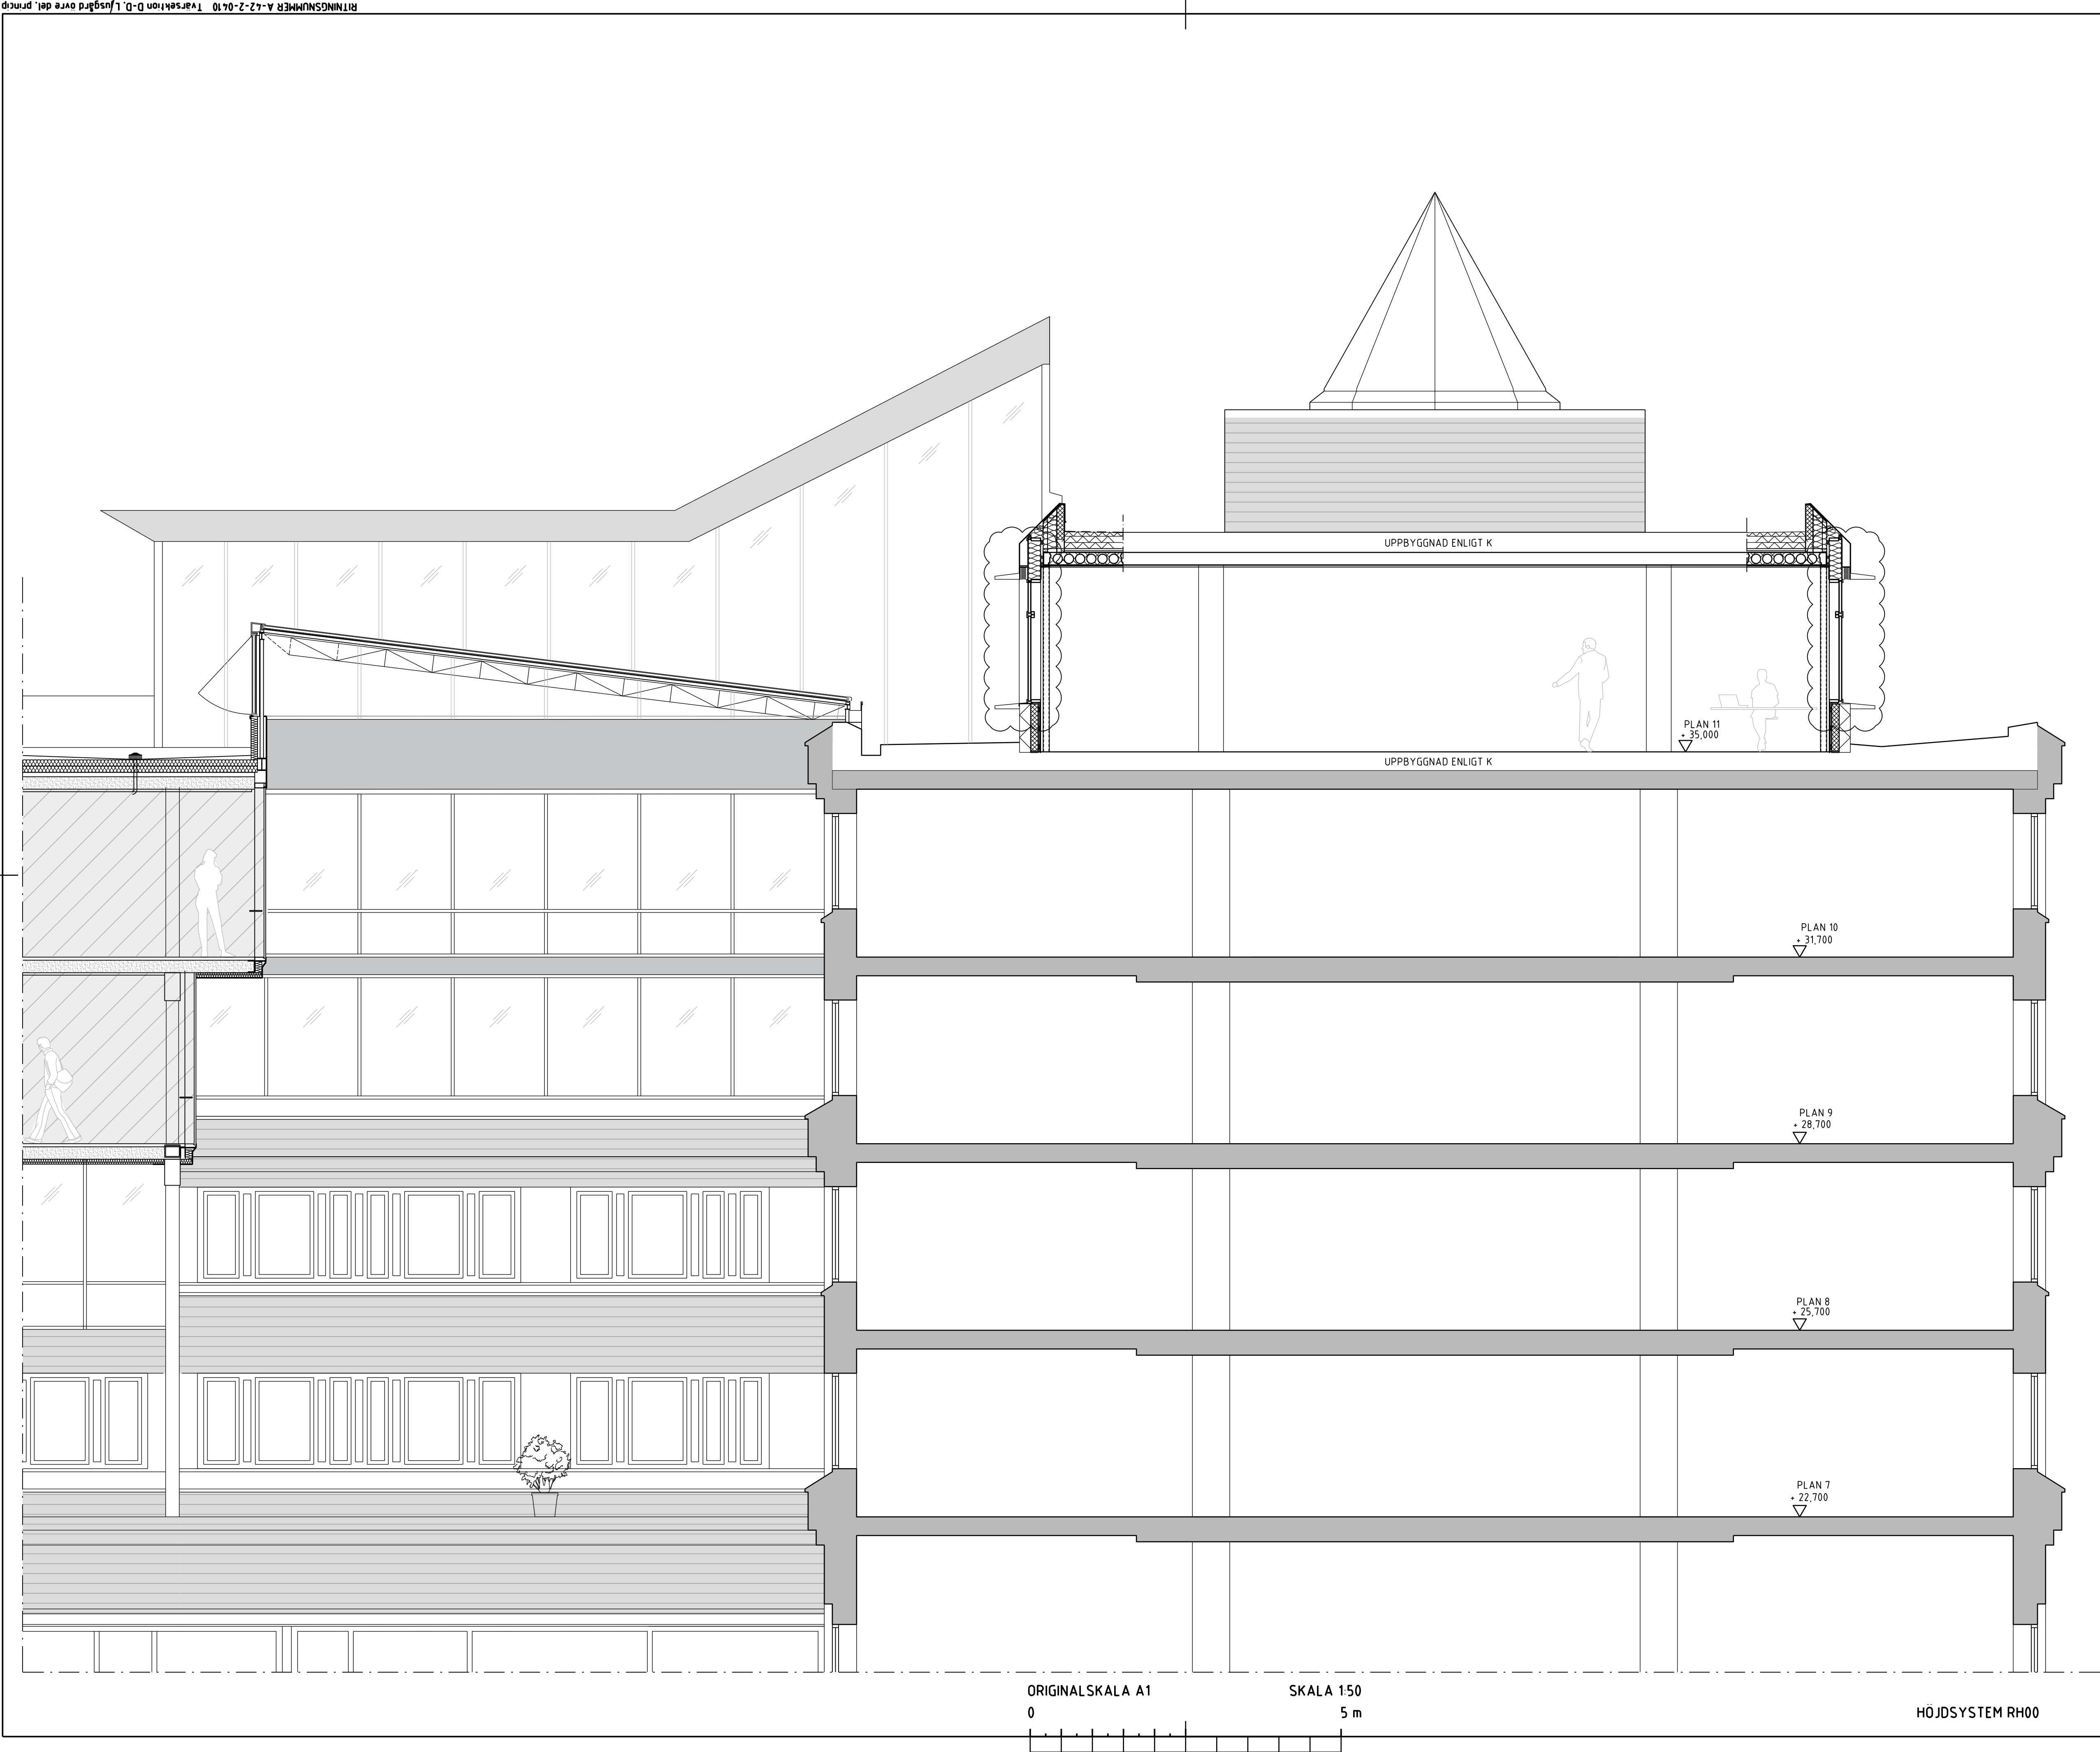 RITNINGSNUMMER A-42-2-0410 Tvärsektion D-D, Ljusgård övre del, princip
UPPBYGGNAD ENLIGT K
PLAN 11
+ 35,000
UPPBYGGNAD ENLIGT K
PLAN 10
+ 31,700
PLAN 9
+ 28,700
PLAN 8
+ 25,700
PLAN 7
+ 22,700
ORIGINALSKALA A1 SKALA 1:50
0 5 m
HÖJDSYSTEM RH00